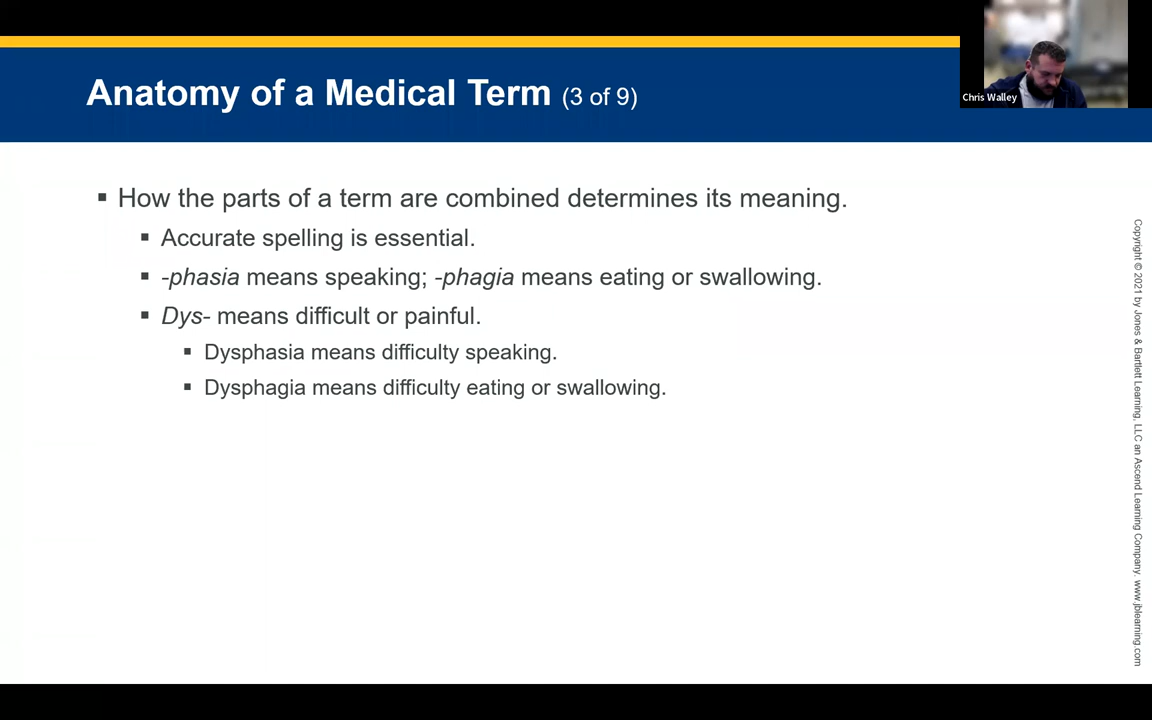 Anatomy of a Medical Term (3 of 9)
Chris Walley
▪ How the parts of a term are combined determines its meaning.
▪ Accurate spelling is essential.
▪ -phasia means speaking; -phagia means eating or swallowing.
▪ Dys- means difficult or painful.
▪ Dysphasia means difficulty speaking.
▪ Dysphagia means difficulty eating or swallowing.
Copyright © 2021 by Jones & Bartlett Learning, LLC an Ascend Learning Company. www.jblearning.com